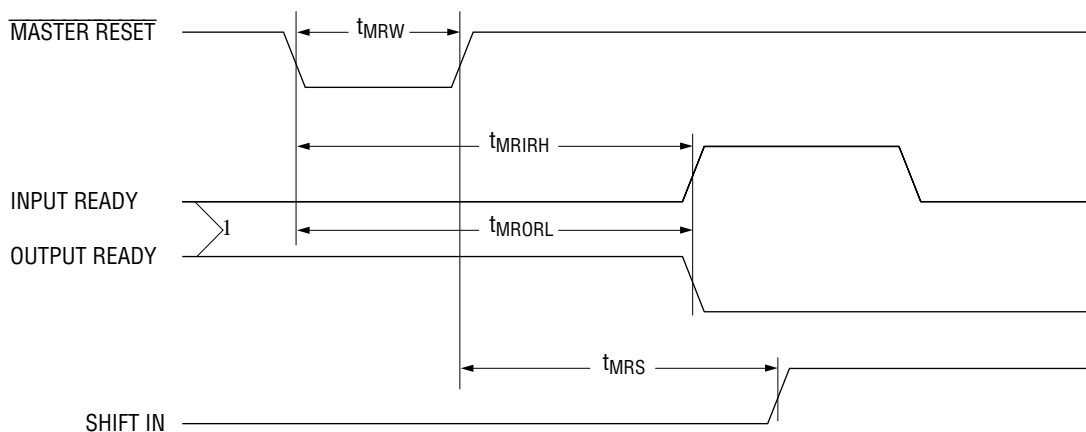 MASTER RESET
tMRW
tMRIRH
INPUT READY
1
tMRORL
OUTPUT READY
tMRS
SHIFT IN